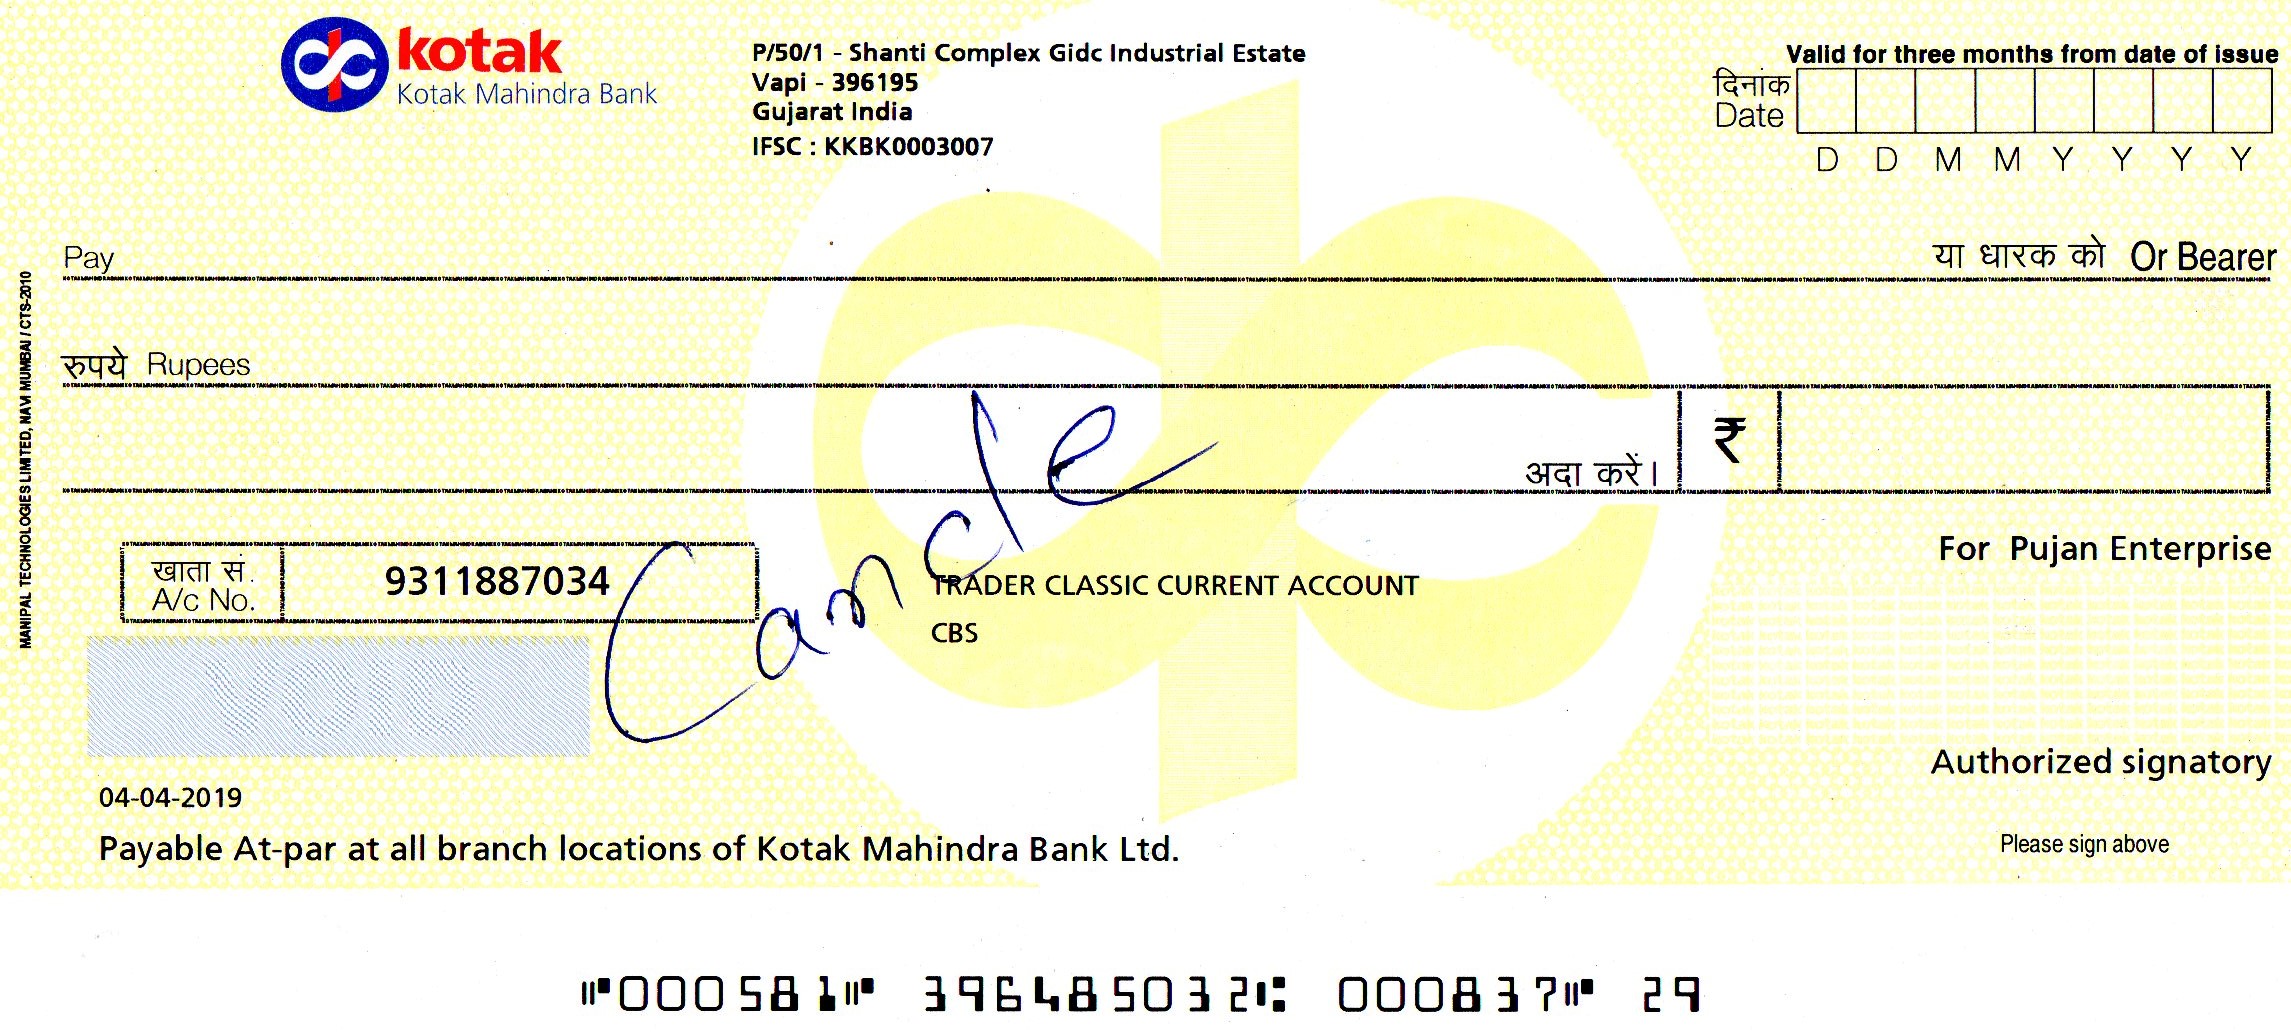 kotak
Kotak Mahindra Bank
P/50/1 - Shanti Complex Gidc Industrial Estate
Vapi - 396195
Gujarat India
IFSC : KKBK0003007
Valid for three months from date of issue
दिनांक
Date
D D M M Y Y Y Y
Pay
या धारक को Or Bearer
रुपये Rupees
अदा करें।
₹
Cancle
खाता सं.
A/c No.
9311887034
TRADER CLASSIC CURRENT ACCOUNT
CBS
For Pujan Enterprise
VOID
Authorized signatory
04-04-2019
Payable At-par at all branch locations of Kotak Mahindra Bank Ltd.
Please sign above
MANIPAL TECHNOLOGIES LIMITED, NAVI MUMBAI / CTS-2010
⑈000581⑈ 396485032⑆ 000837⑈ 29